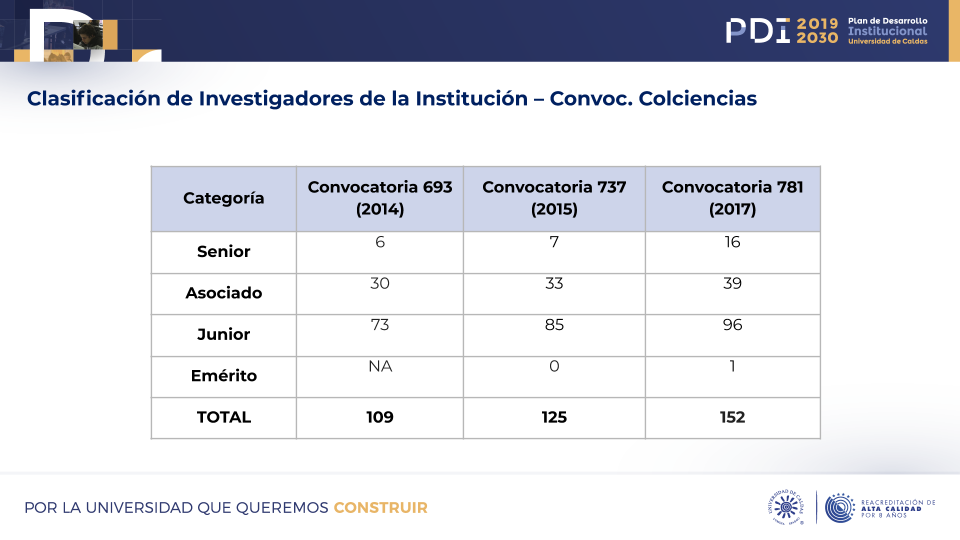 PDI 2019 2030
Plan de Desarrollo
Institucional
Universidad de Caldas
Clasificación de Investigadores de la Institución – Convoc. Colciencias
Categoría
Convocatoria 693 (2014)
Convocatoria 737 (2015)
Convocatoria 781 (2017)
Senior 6 7 16
Asociado 30 33 39
Junior 73 85 96
Emérito NA 0 1
TOTAL 109 125 152
POR LA UNIVERSIDAD QUE QUEREMOS CONSTRUIR
UNIVERSIDAD DE CALDAS
REACREDITACIÓN DE
ALTA CALIDAD
POR 8 AÑOS